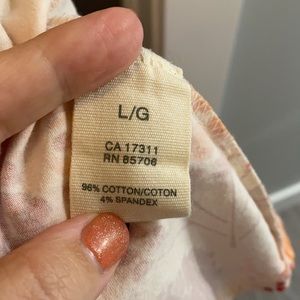 L/G
CA 17311
RN 85706
96% COTTON/COTON
4% SPANDEX